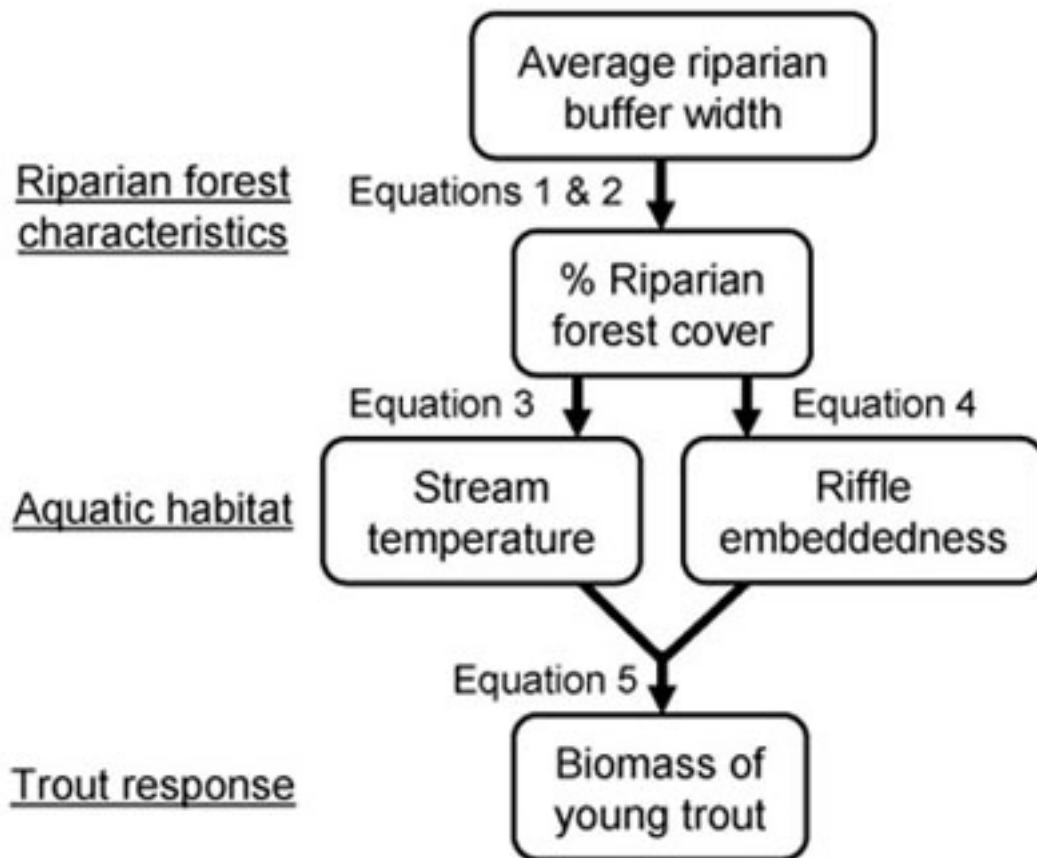 Average riparian
buffer width
Riparian forest
characteristics
Equations 1 & 2
% Riparian
forest cover
Equation 3
Equation 4
Aquatic habitat
Stream
temperature
Riffle
embeddedness
Equation 5
Trout response
Biomass of
young trout